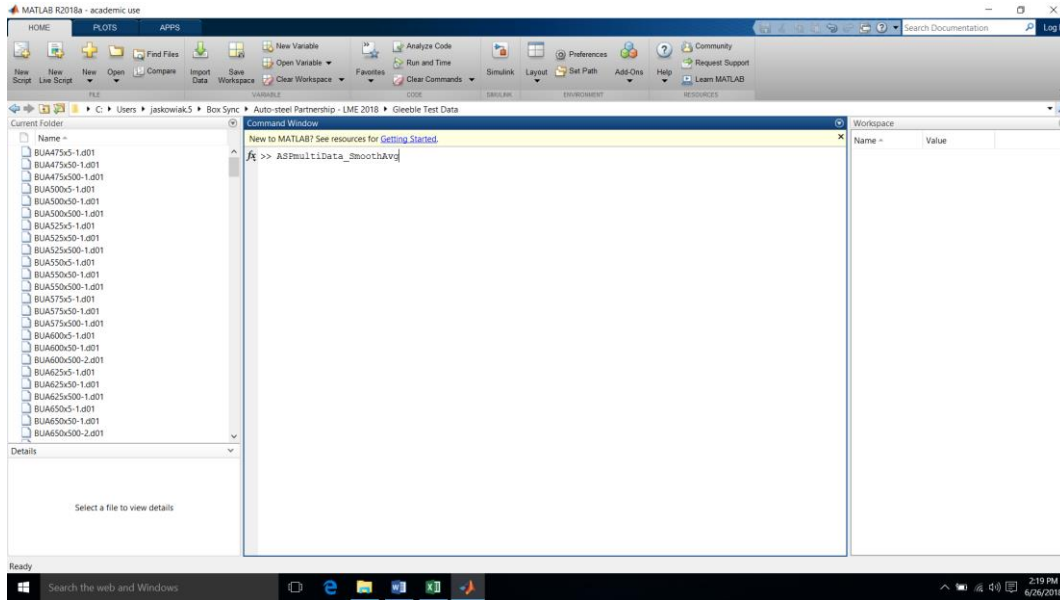 MATLAB R2018a - academic use
HOME PLOTS APPS
Search Documentation
New Script
New Live Script
New
Open
Find Files
Compare
Import Data
Save Workspace
New Variable
Open Variable
Clear Workspace
Favorites
Analyze Code
Run and Time
Clear Commands
Simulink
Layout
Preferences
Set Path
Add-Ons
Help
Community
Request Support
Learn MATLAB
FILE VARIABLE CODE SIMULINK ENVIRONMENT RESOURCES
C: Users jaskowiak.5 Box Sync Auto-steel Partnership - LME 2018 Gleeble Test Data
Current Folder
Name
BUA475x5-1.d01
BUA475x50-1.d01
BUA475x500-1.d01
BUA500x5-1.d01
BUA500x50-1.d01
BUA500x500-1.d01
BUA525x5-1.d01
BUA525x50-1.d01
BUA525x500-1.d01
BUA550x5-1.d01
BUA550x50-1.d01
BUA550x500-1.d01
BUA575x5-1.d01
BUA575x50-1.d01
BUA575x500-1.d01
BUA600x5-1.d01
BUA600x50-1.d01
BUA600x500-2.d01
BUA625x5-1.d01
BUA625x50-1.d01
BUA625x500-1.d01
BUA650x5-1.d01
BUA650x50-1.d01
BUA650x500-2.d01
Details
Select a file to view details
Command Window
New to MATLAB? See resources for Getting Started.
fx >> ASPmultiData_SmoothAvg
Workspace
Name Value
Ready
Search the web and Windows
2:19 PM